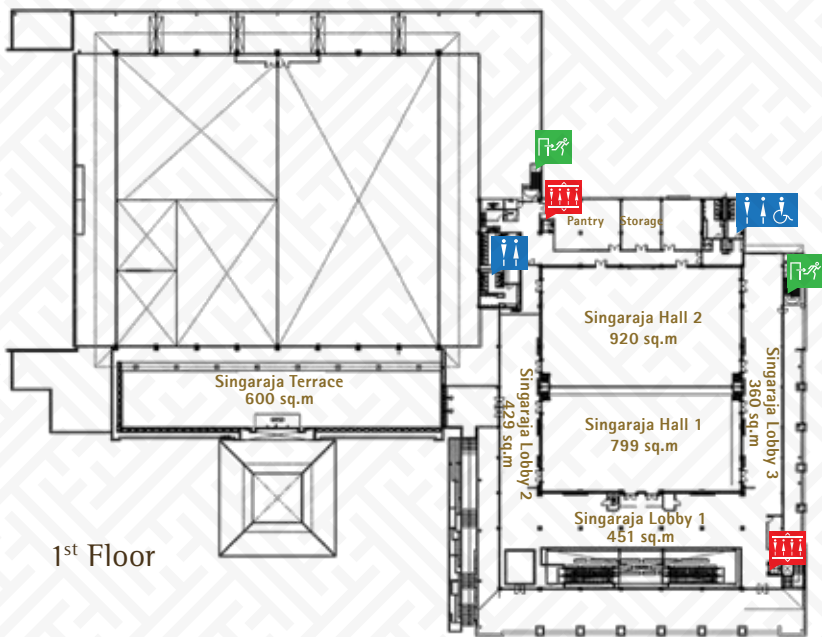 Pantry Storage
Singaraja Hall 2
920 sq.m
Singaraja Terrace
600 sq.m
Singaraja Lobby 2
429 sq.m
Singaraja Lobby 3
360 sq.m
Singaraja Hall 1
799 sq.m
Singaraja Lobby 1
451 sq.m
1st Floor